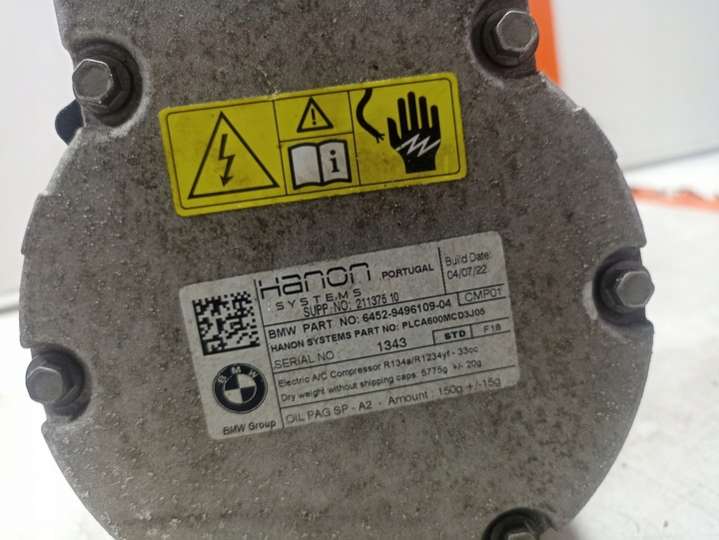 Hanon
SYSTEMS
PORTUGAL
Build Date:
04/07/22
SUPP. NO: 211375 10
CMP01
BMW PART NO: 6452-9496109-04
HANON SYSTEMS PART NO: PLCA600MCD3J05
SERIAL NO 1343
STD F18
Electric A/C Compressor R134a/R1234yf - 33cc
Dry weight without shipping caps: 5775g +/- 20g
OIL PAG SP - A2 - Amount : 150g +/-15g
BMW
BMW Group